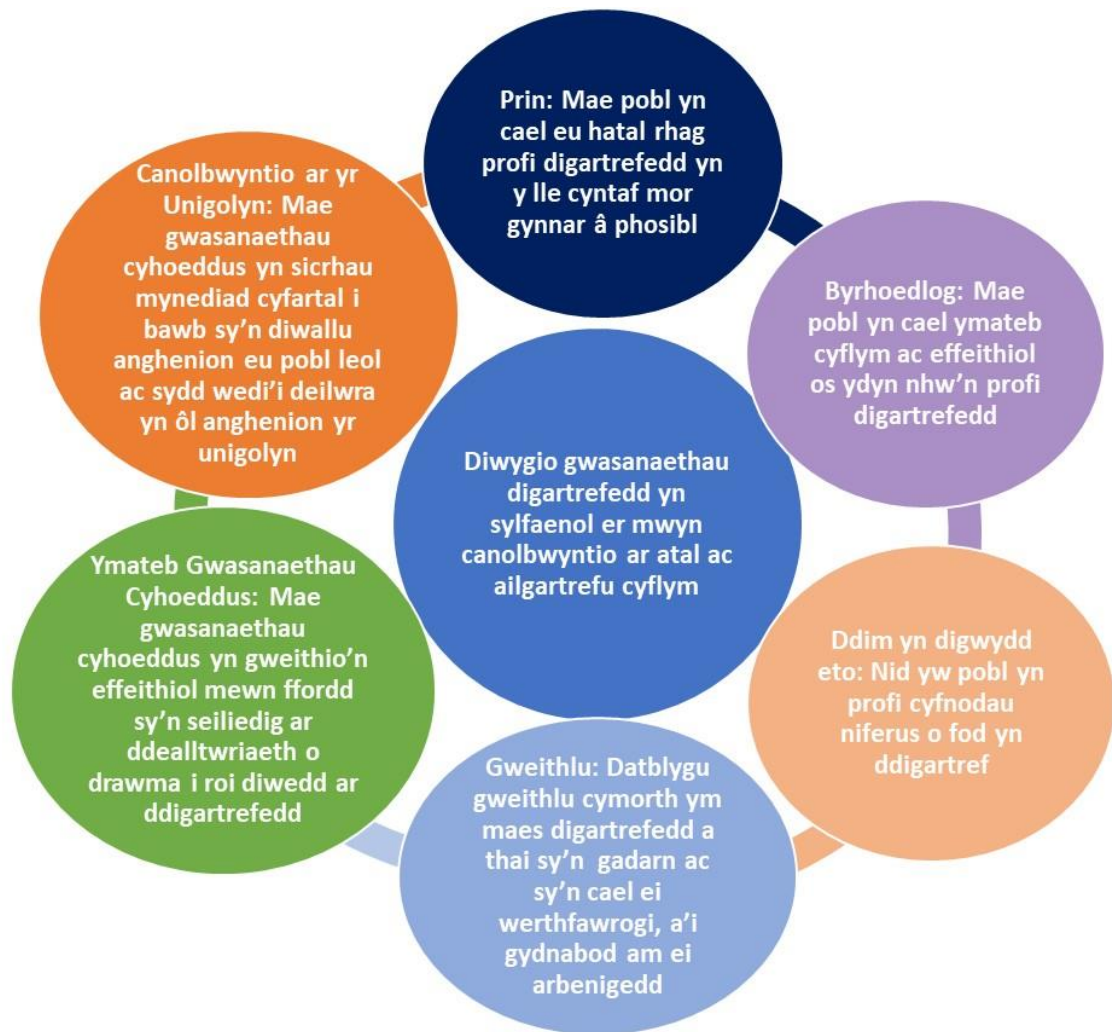 Prin: Mae pobl yn
cael eu hatal rhag
profi digartrefedd yn
y lle cyntaf mor
gynnar â phosibl
Byrhoedlog: Mae
pobl yn cael ymateb
cyflym ac effeithiol
os ydyn nhw’n profi
digartrefedd
Ddim yn digwydd
eto: Nid yw pobl yn
profi cyfnodau
niferus o fod yn
ddigartref
Gweithlu: Datblygu
gweithlu cymorth ym
maes digartrefedd a
thai sy’n gadarn ac
sy’n cael ei
werthfawrogi, a’i
gydnabod am ei
arbenigedd
Ymateb Gwasanaethau
Cyhoeddus: Mae
gwasanaethau
cyhoeddus yn gweithio’n
effeithiol mewn ffordd
sy’n seiliedig ar
ddealltwriaeth o
drawma i roi diwedd ar
ddigartrefedd
Canolbwyntio ar yr
Unigolyn: Mae
gwasanaethau
cyhoeddus yn sicrhau
mynediad cyfartal i
bawb sy’n diwallu
anghenion eu pobl leol
ac sydd wedi’i deilwra
yn ôl anghenion yr
unigolyn
Diwygio gwasanaethau
digartrefedd yn
sylfaenol er mwyn
canolbwyntio ar atal ac
ailgartrefu cyflym